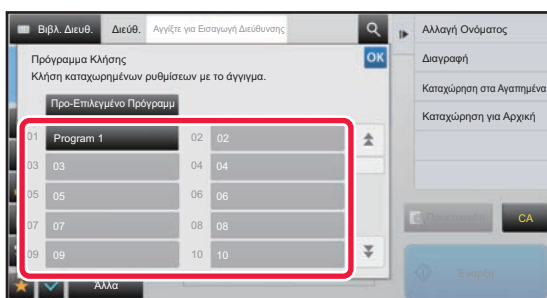 Βιβλ. Διευθ. Διεύθ. Αγγίξτε για Εισαγωγή Διεύθυνσης
Πρόγραμμα Κλήσης OK
Κλήση καταχωρημένων ρυθμίσεων με το άγγιγμα.
Προ-Επιλεγμένο Πρόγραμμ
01 Program 1 02 02
03 03 04 04
05 05 06 06
07 07 08 08
09 09 10 10
Άλλα
Αλλαγή Ονόματος
Διαγραφή
Καταχώρηση στα Αγαπημένα
Καταχώρηση για Αρχική
CA
Έναρξη